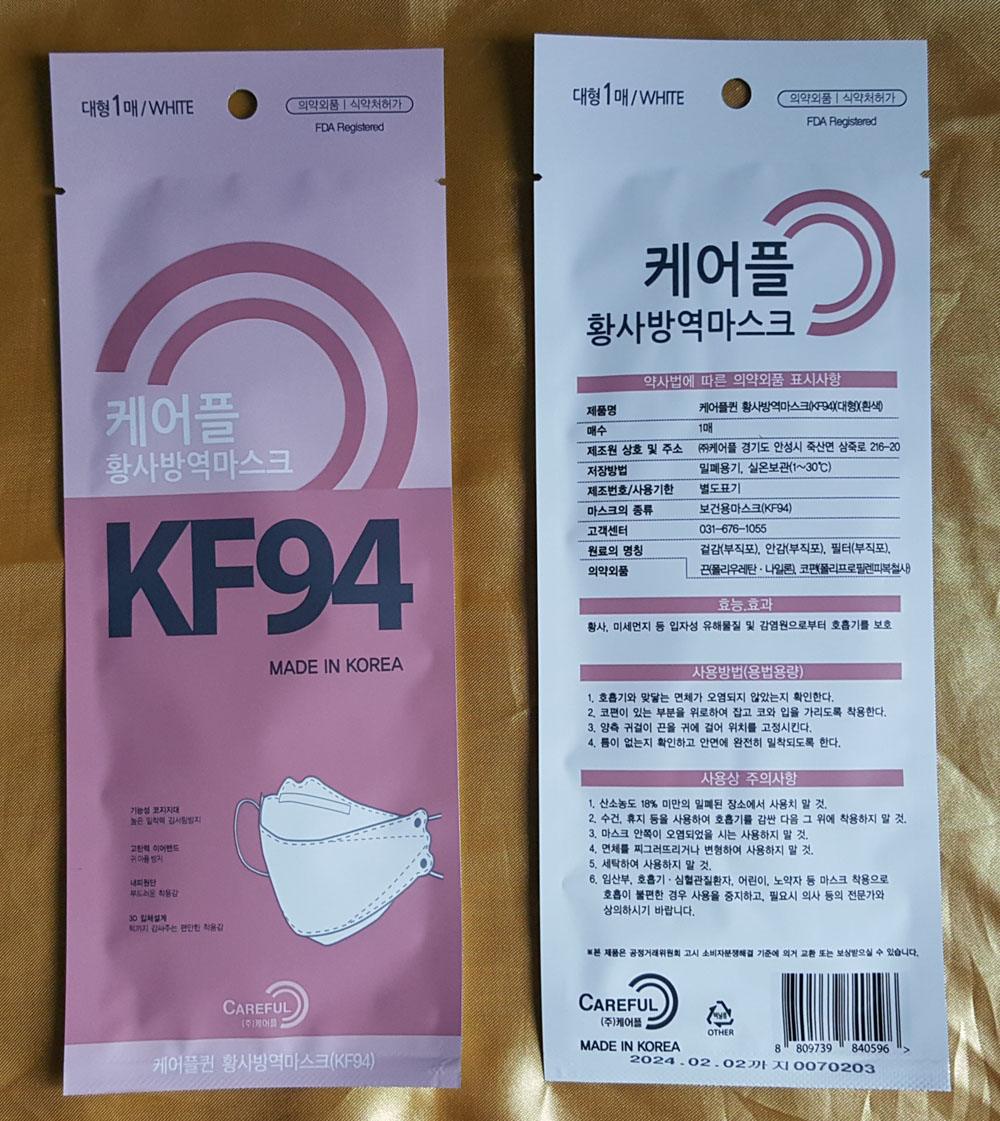 대형1매/WHITE
의약외품 | 식약처허가
FDA Registered
케어플
황사방역마스크
KF94
MADE IN KOREA
기능성 코지지대
높은 밀착력 김서림방지
고탄력 이어밴드
귀 아픔 방지
내피원단
부드러운 착용감
3D 입체설계
턱까지 감싸주는 편안한 착용감
CAREFUL
(주)케어플
케어플퀸 황사방역마스크(KF94)
대형1매/WHITE
의약외품 | 식약처허가
FDA Registered
케어플
황사방역마스크
약사법에 따른 의약외품 표시사항
제품명 케어플퀸 황사방역마스크(KF94)(대형)(흰색)
매수 1매
제조원 상호 및 주소 ㈜케어플 경기도 안성시 죽산면 삼죽로 216-20
저장방법 밀폐용기, 실온보관(1~30℃)
제조번호/사용기한 별도표기
마스크의 종류 보건용마스크(KF94)
고객센터 031-676-1055
원료의 명칭 겉감(부직포), 안감(부직포), 필터(부직포),
의약외품 끈(폴리우레탄·나일론), 코편(폴리프로필렌피복철사)
효능.효과
황사, 미세먼지 등 입자성 유해물질 및 감염원으로부터 호흡기를 보호
사용방법(용법용량)
1. 호흡기와 맞닿는 면체가 오염되지 않았는지 확인한다.
2. 코편이 있는 부분을 위로하여 잡고 코와 입을 가리도록 착용한다.
3. 양측 귀걸이 끈을 귀에 걸어 위치를 고정시킨다.
4. 틈이 없는지 확인하고 안면에 완전히 밀착되도록 한다.
사용상 주의사항
1. 산소농도 18% 미만의 밀폐된 장소에서 사용치 말 것.
2. 수건, 휴지 등을 사용하여 호흡기를 감싼 다음 그 위에 착용하지 말 것.
3. 마스크 안쪽이 오염되었을 시는 사용하지 말 것.
4. 면체를 찌그러뜨리거나 변형하여 사용하지 말 것.
5. 세탁하여 사용하지 말 것.
6. 임산부, 호흡기·심혈관질환자, 어린이, 노약자 등 마스크 착용으로
호흡이 불편한 경우 사용을 중지하고, 필요시 의사 등의 전문가와
상의하시기 바랍니다.
※본 제품은 공정거래위원회 고시 소비자분쟁해결 기준에 의거 교환 또는 보상받으실 수 있습니다.
CAREFUL
(주)케어플
비닐류
OTHER
MADE IN KOREA
8 809739 840596 >
2024.02.02까지0070203